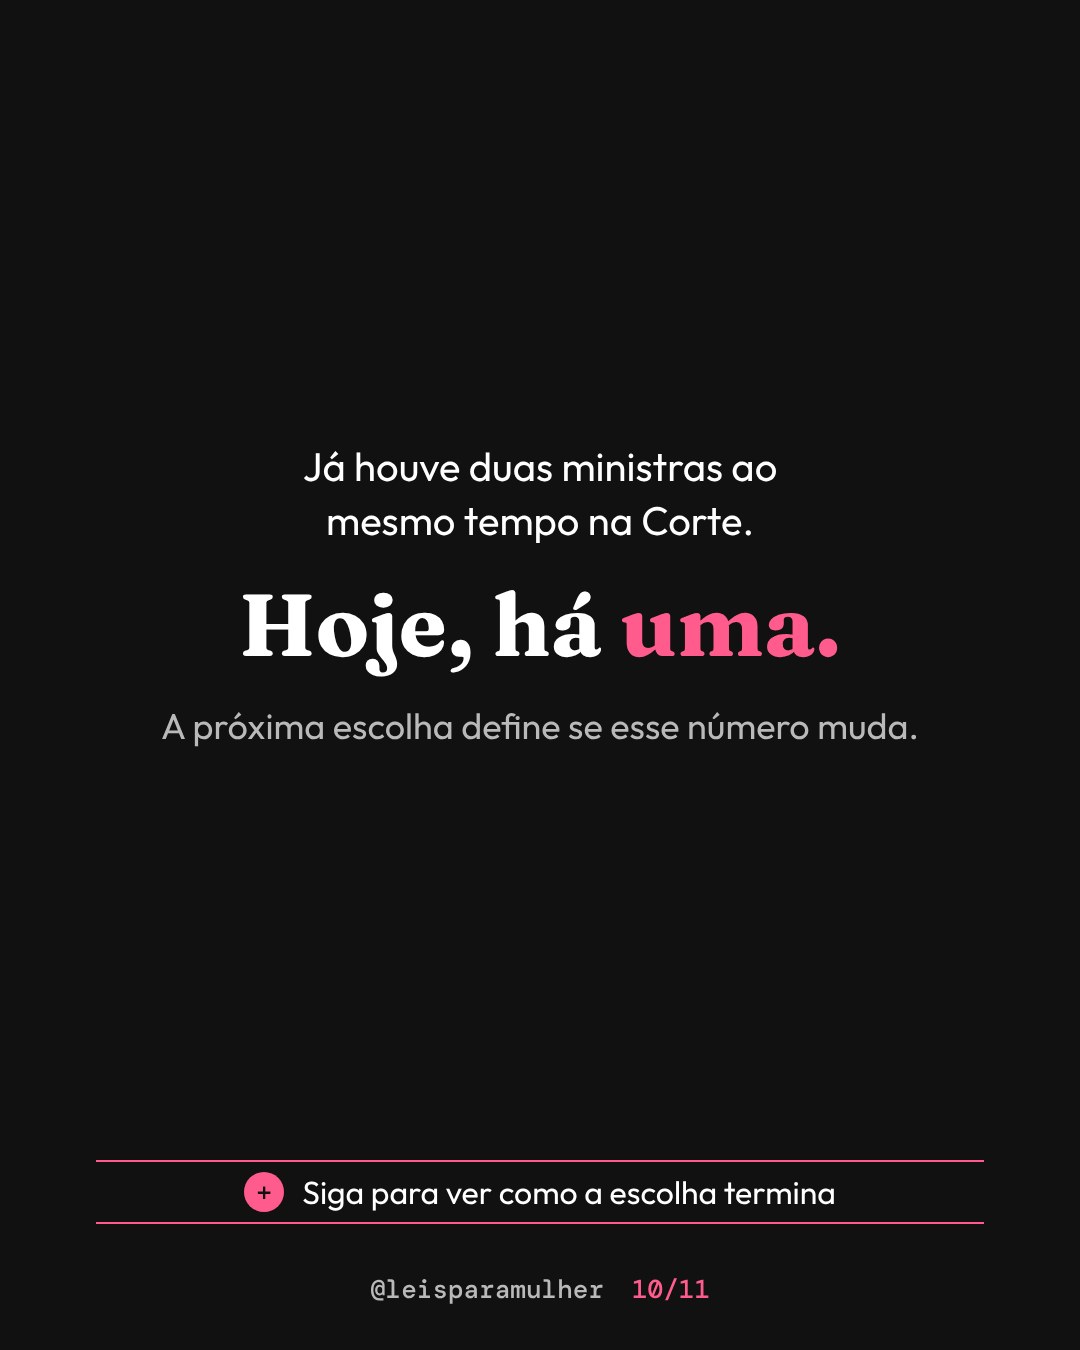 Já houve duas ministras ao
mesmo tempo na Corte.
Hoje, há uma.
A próxima escolha define se esse número muda.
+ Siga para ver como a escolha termina
@leisparamulher 10/11